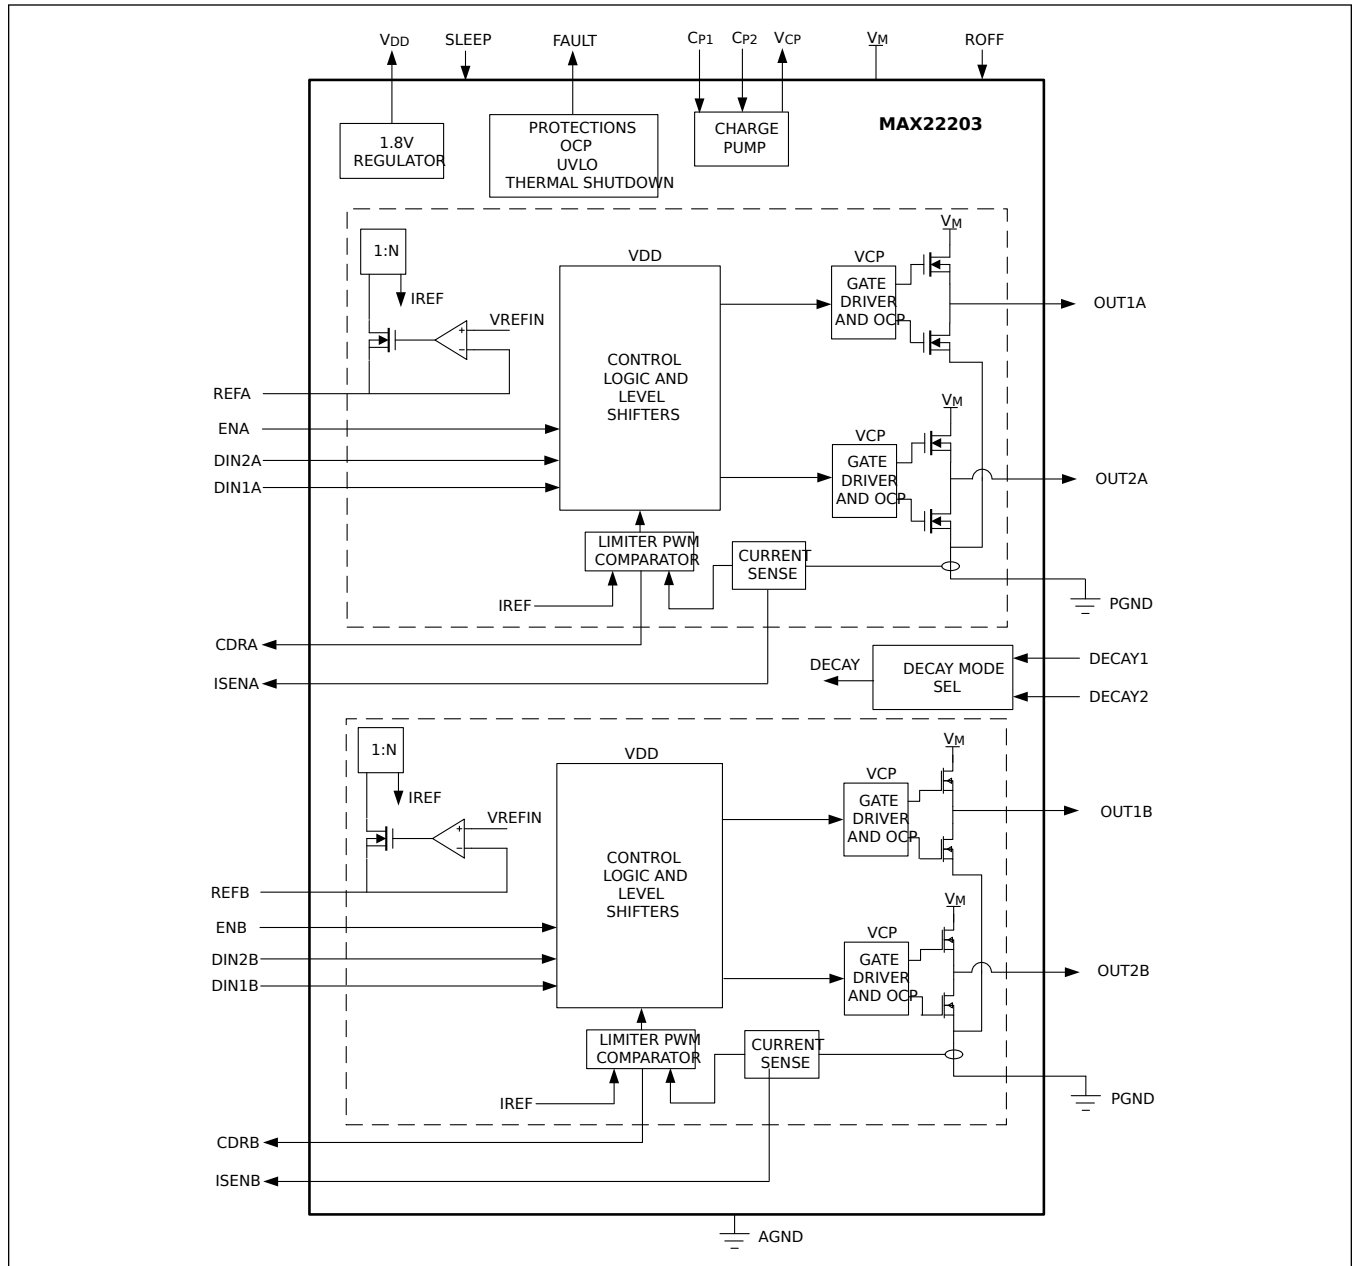 VDD
SLEEP
FAULT
CP1
CP2
VCP
VM
ROFF
MAX22203
1.8V
REGULATOR
PROTECTIONS
OCP
UVLO
THERMAL SHUTDOWN
CHARGE
PUMP
1:N
IREF
VREFIN
REFA
ENA
DIN2A
DIN1A
VDD
CONTROL
LOGIC AND
LEVEL
SHIFTERS
VCP
GATE
DRIVER
AND OCP
VM
OUT1A
VCP
GATE
DRIVER
AND OCP
VM
OUT2A
LIMITER PWM
COMPARATOR
CURRENT
SENSE
IREF
PGND
CDRA
ISENA
DECAY
DECAY MODE
SEL
DECAY1
DECAY2
1:N
IREF
VREFIN
REFB
ENB
DIN2B
DIN1B
VDD
CONTROL
LOGIC AND
LEVEL
SHIFTERS
VCP
GATE
DRIVER
AND OCP
VM
OUT1B
VCP
GATE
DRIVER
AND OCP
VM
OUT2B
LIMITER PWM
COMPARATOR
CURRENT
SENSE
IREF
PGND
CDRB
ISENB
AGND